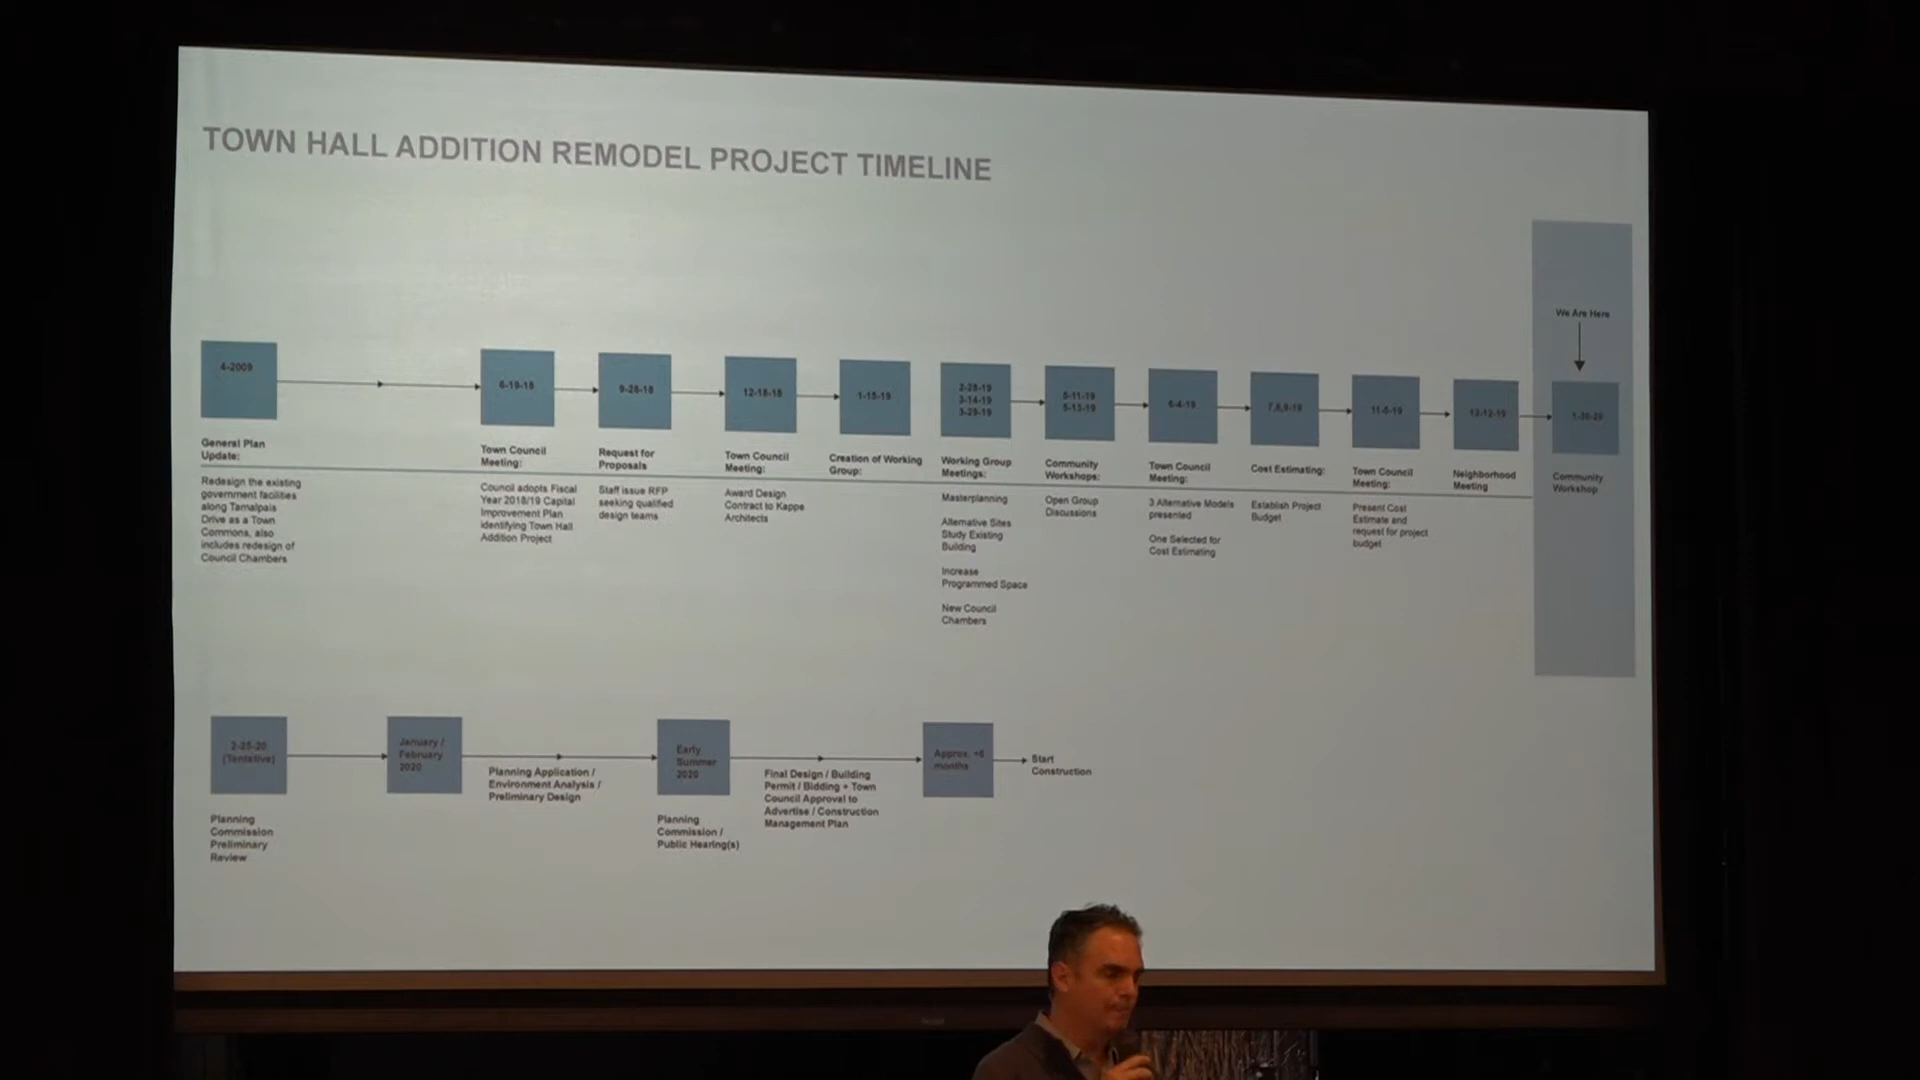 TOWN HALL ADDITION REMODEL PROJECT TIMELINE
We Are Here
4-2009
6-19-18
9-28-18
12-18-18
1-15-19
2-28-19
3-14-19
3-29-19
5-11-19
5-13-19
6-4-19
7,8,9-19
11-6-19
12-12-19
1-30-20
General Plan
Update:
Redesign the existing
government facilities
along Tamalpais
Drive as a Town
Commons, also
includes redesign of
Council Chambers
Town Council
Meeting:
Council adopts Fiscal
Year 2018/19 Capital
Improvement Plan
identifying Town Hall
Addition Project
Request for
Proposals
Staff issue RFP
seeking qualified
design teams
Town Council
Meeting:
Award Design
Contract to Kappe
Architects
Creation of Working
Group:
Working Group
Meetings:
Masterplanning
Alternative Sites
Study Existing
Building
Increase
Programmed Space
New Council
Chambers
Community
Workshops:
Open Group
Discussions
Town Council
Meeting:
3 Alternative Models
presented
One Selected for
Cost Estimating
Cost Estimating:
Establish Project
Budget
Town Council
Meeting:
Present Cost
Estimate and
request for project
budget
Neighborhood
Meeting
Community
Workshop
2-25-20
(Tentative)
Planning
Commission
Preliminary
Review
January /
February
2020
Planning Application /
Environment Analysis /
Preliminary Design
Early
Summer
2020
Planning
Commission /
Public Hearing(s)
Final Design / Building
Permit / Bidding + Town
Council Approval to
Advertise / Construction
Management Plan
Approx. +6
months
Start
Construction